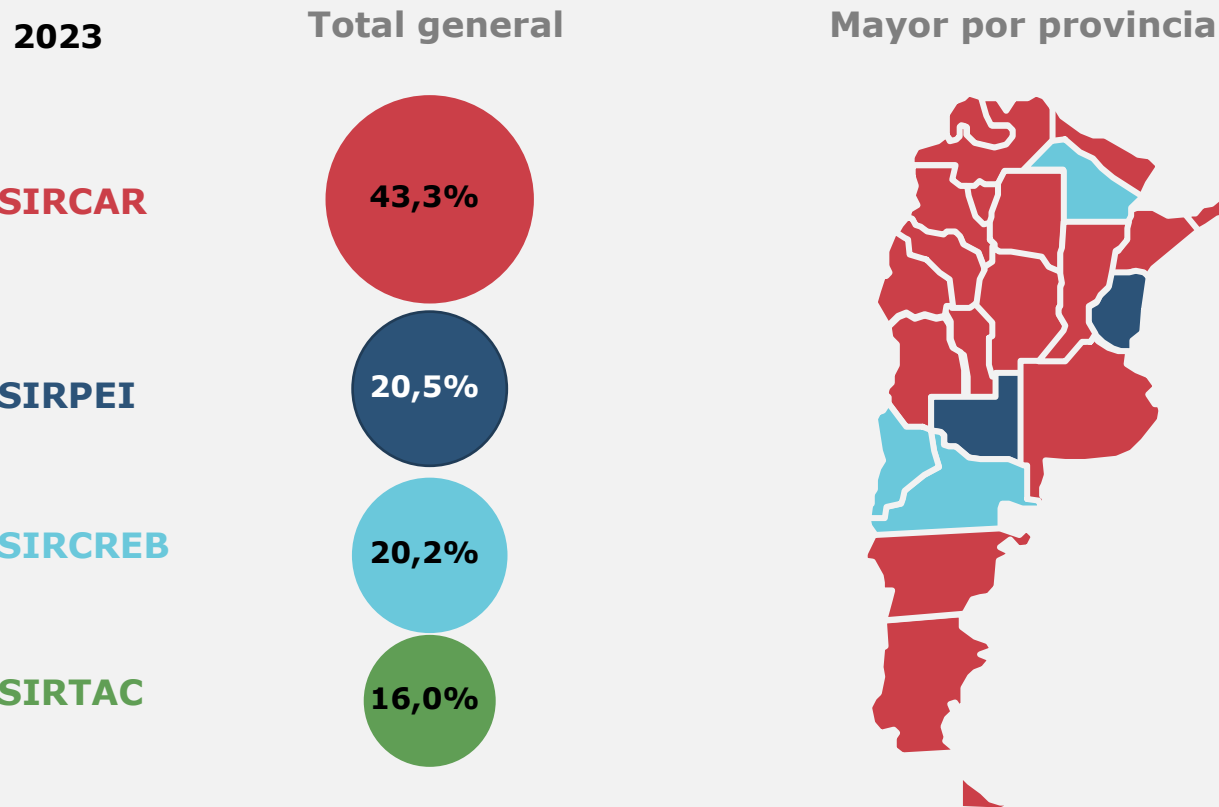 2023
Total general
Mayor por provincia
SIRCAR
43,3%
SIRPEI
20,5%
SIRCREB
20,2%
SIRTAC
16,0%